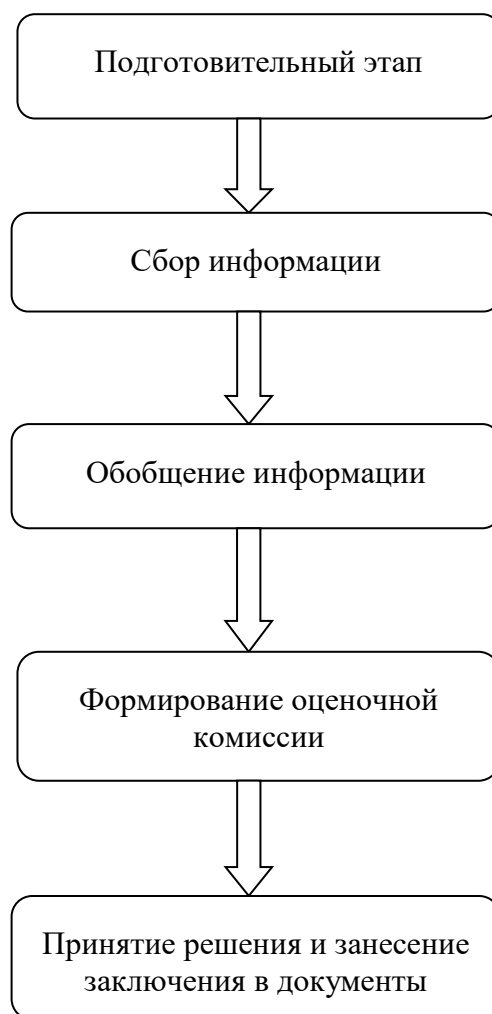 Подготовительный этап
Сбор информации
Обобщение информации
Формирование оценочной
комиссии
Принятие решения и занесение
заключения в документы